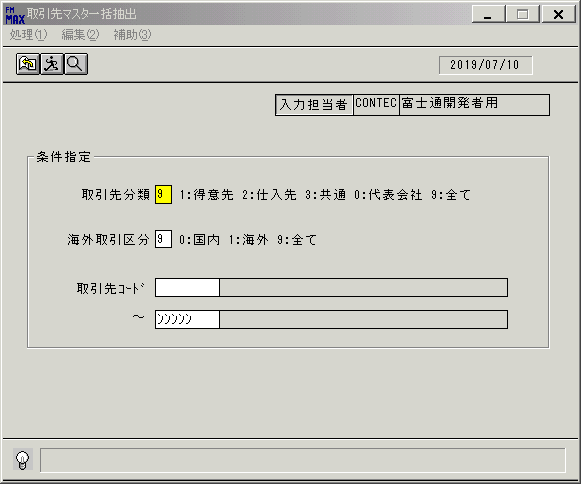 FM MAX 取引先マスター括抽出
処理(1) 編集(2) 補助(3)
2019/07/10
入力担当者 CONTEC 富士通開発者用
条件指定
取引先分類 9 1:得意先 2:仕入先 3:共通 0:代表会社 9:全て
海外取引区分 9 0:国内 1:海外 9:全て
取引先ｺｰﾄﾞ
～ ﾝﾝﾝﾝﾝ